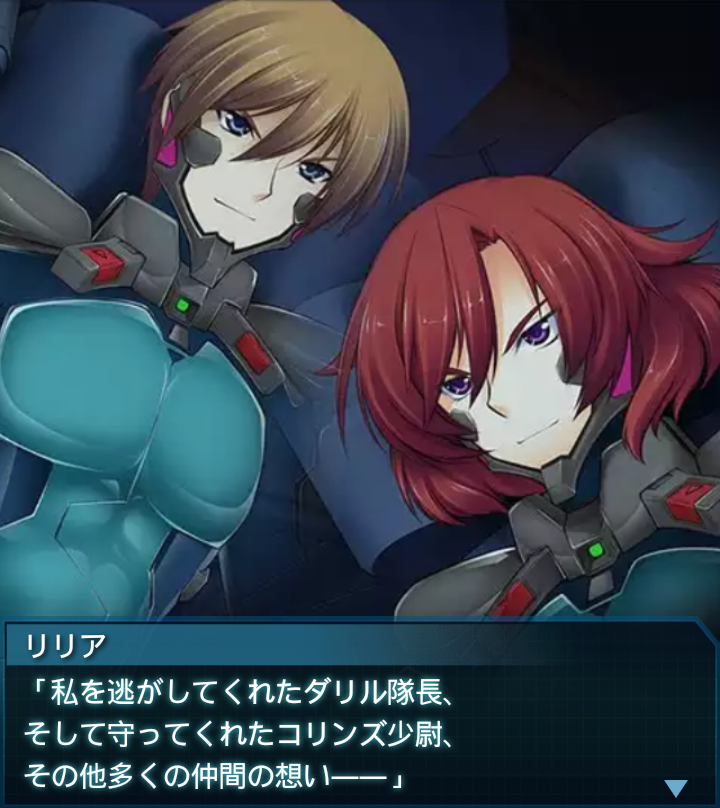 リリア
「私を逃がしてくれたダリル隊長、
そして守ってくれたコリンズ少尉、
その他多くの仲間の想い――」